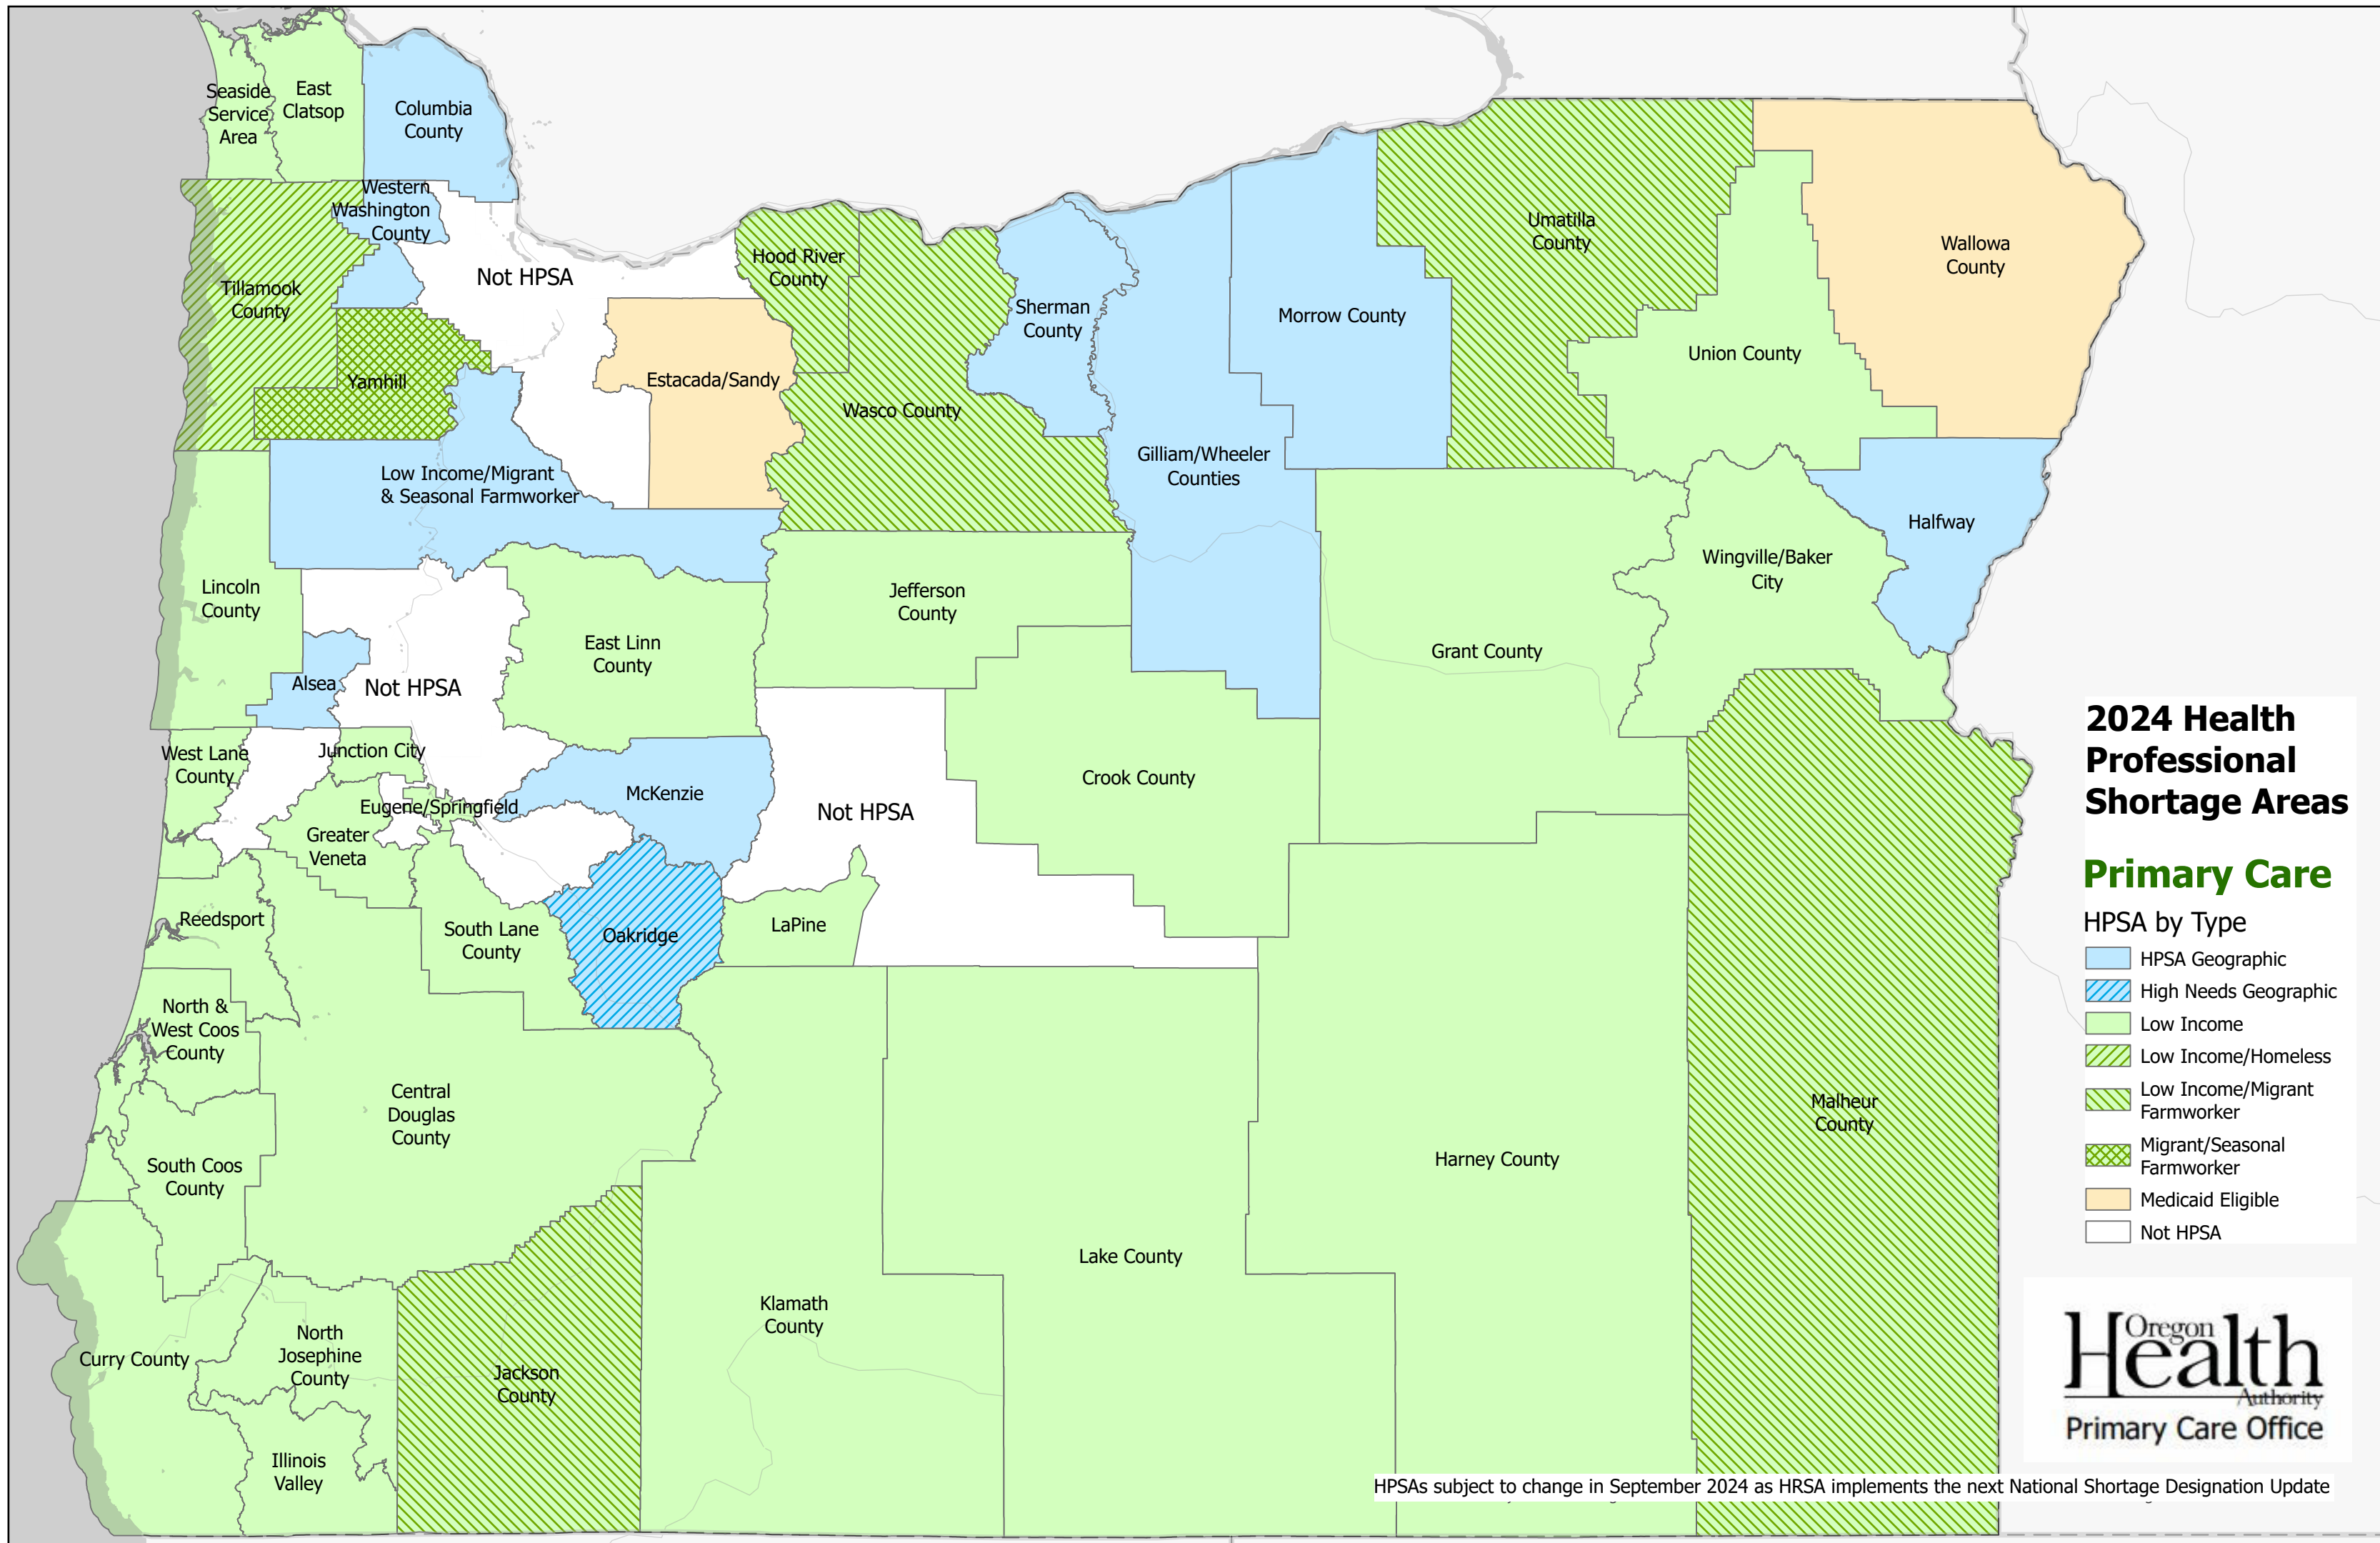 Seaside
Service
Area
East
Clatsop
Columbia
County
Western
Washington
County
Not HPSA
Tillamook
County
Yamhill
Hood River
County
Estacada/Sandy
Wasco County
Sherman
County
Gilliam/Wheeler
Counties
Morrow County
Umatilla
County
Union County
Wallowa
County
Low Income/Migrant
& Seasonal Farmworker
Halfway
Wingville/Baker
City
Lincoln
County
Alsea
Not HPSA
East Linn
County
Jefferson
County
Grant County
West Lane
County
Junction City
Eugene/Springfield
Greater
Veneta
McKenzie
Not HPSA
Crook County
Reedsport
South Lane
County
Oakridge
LaPine
North &
West Coos
County
Central
Douglas
County
South Coos
County
Harney County
Malheur
County
Lake County
Klamath
County
Curry County
North
Josephine
County
Jackson
County
Illinois
Valley
2024 Health
Professional
Shortage Areas
Primary Care
HPSA by Type
HPSA Geographic
High Needs Geographic
Low Income
Low Income/Homeless
Low Income/Migrant
Farmworker
Migrant/Seasonal
Farmworker
Medicaid Eligible
Not HPSA
Oregon
Health
Authority
Primary Care Office
HPSAs subject to change in September 2024 as HRSA implements the next National Shortage Designation Update